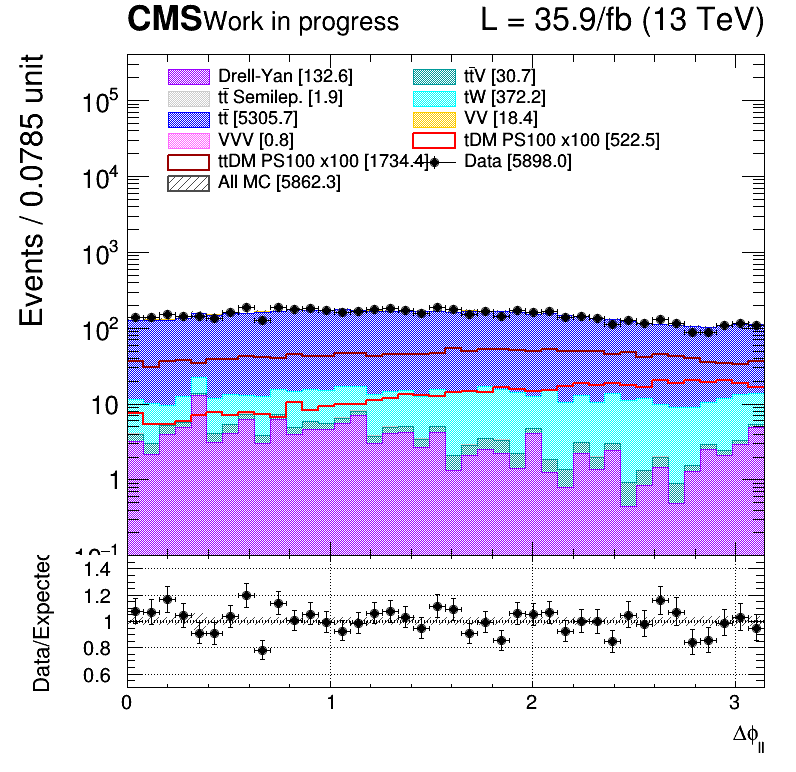 CMS Work in progress L = 35.9/fb (13 TeV)
Events / 0.0785 unit
10⁵
10⁴
10³
10²
10
1
10⁻¹
Drell-Yan [132.6]
tt̄V [30.7]
tt̄ Semilep. [1.9]
tW [372.2]
tt̄ [5305.7]
VV [18.4]
VVV [0.8]
tDM PS100 x100 [522.5]
ttDM PS100 x100 [1734.4]
Data [5898.0]
All MC [5862.3]
Data/Expected
1.4
1.2
1
0.8
0.6
0 1 2 3
Δϕ_ll